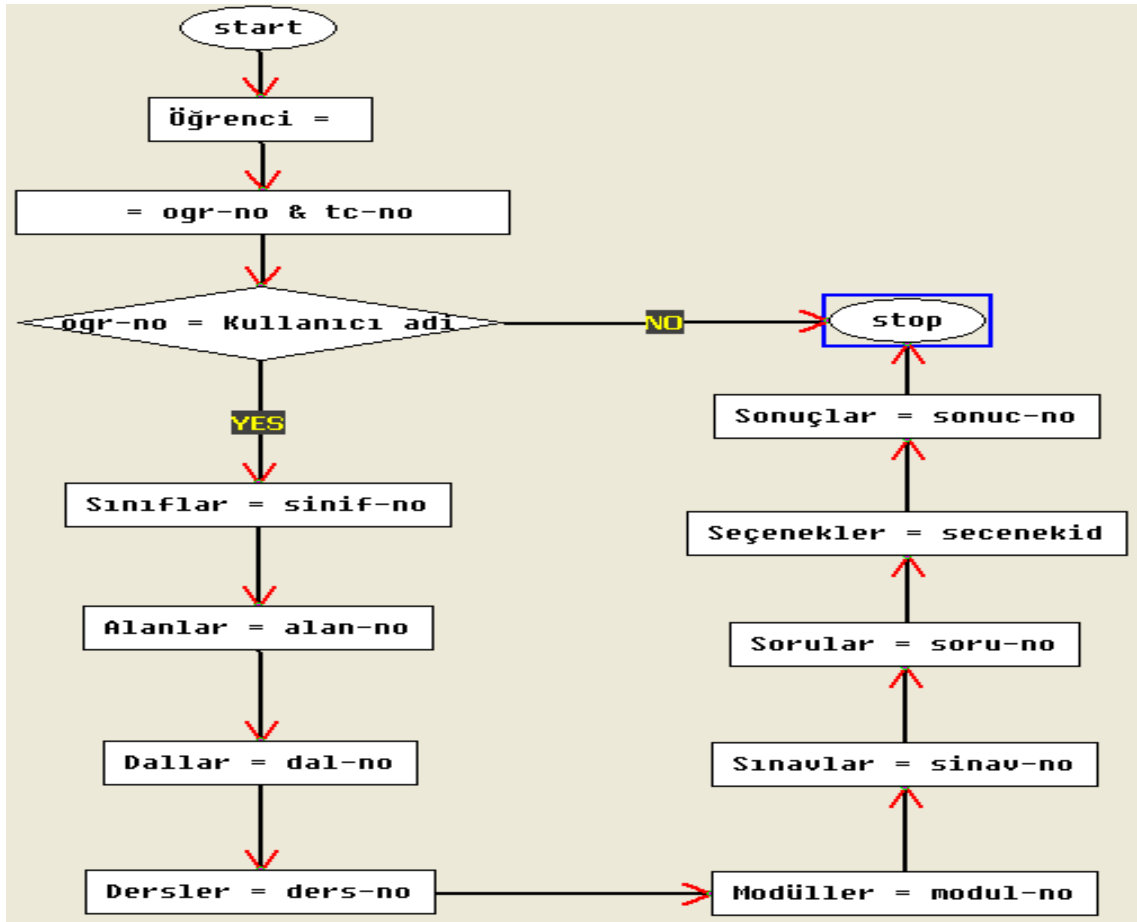 start
Öğrenci =
= ogr-no & tc-no
ogr-no = Kullanıcı adi
NO
stop
YES
Sınıflar = sinif-no
Alanlar = alan-no
Dallar = dal-no
Dersler = ders-no
Modüller = modul-no
Sınavlar = sinav-no
Sorular = soru-no
Seçenekler = secenekid
Sonuçlar = sonuc-no